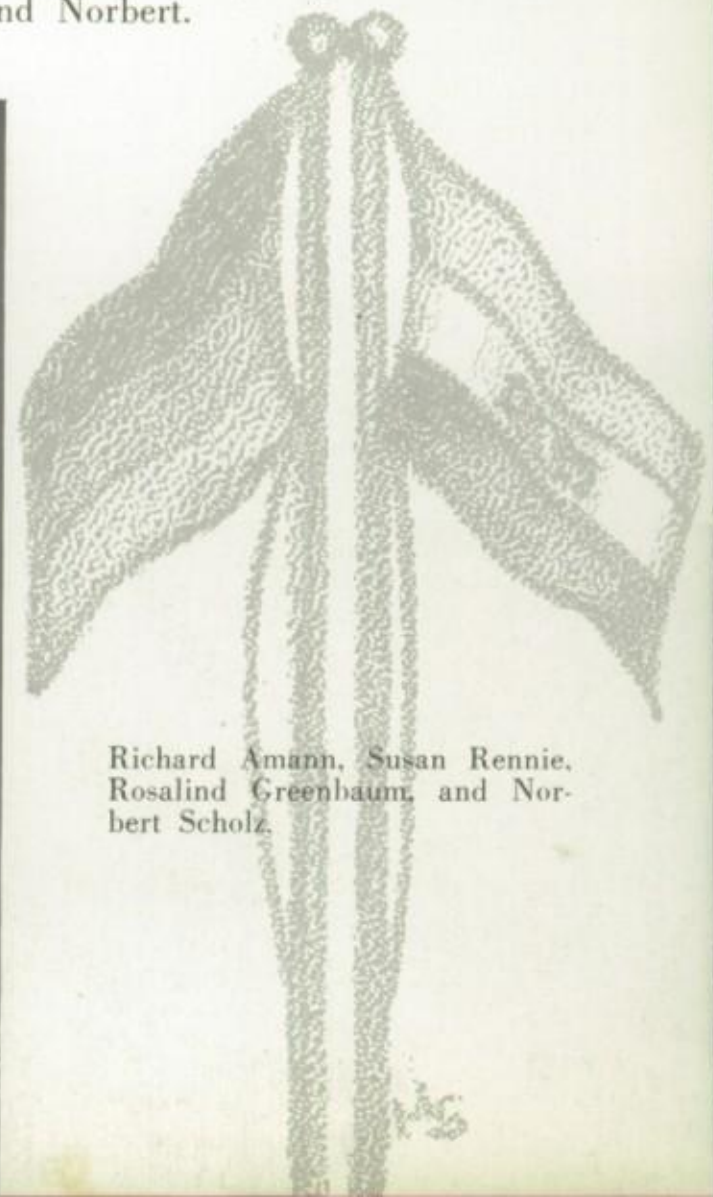 nd Norbert.
Richard Amann, Susan Rennie,
Rosalind Greenbaum, and Nor-
bert Scholz.